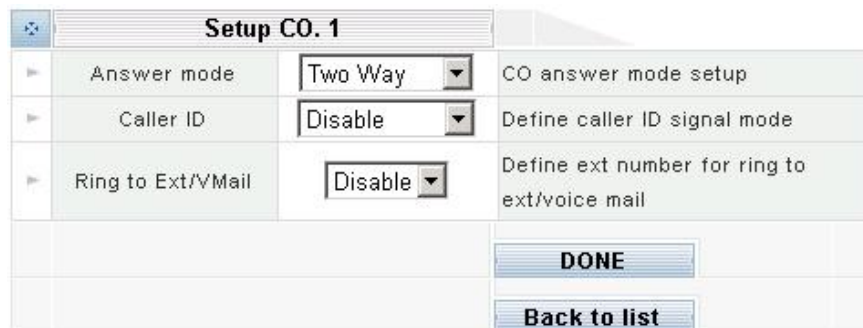 Setup CO. 1
Answer mode Two Way CO answer mode setup
Caller ID Disable Define caller ID signal mode
Ring to Ext/VMail Disable Define ext number for ring to
ext/voice mail
DONE
Back to list